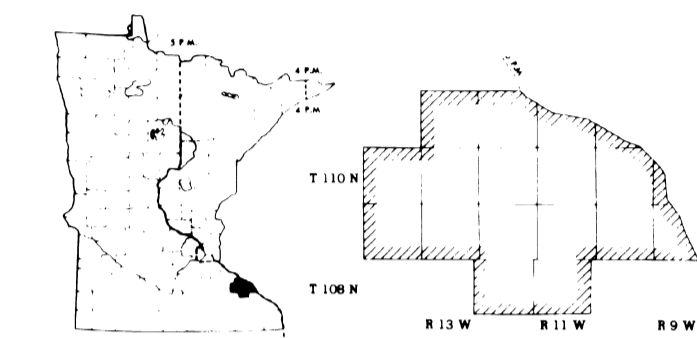 5 P.M.
4 P.M.
4 P.M
T 110 N
T 108 N
R 13 W R 11 W R 9 W